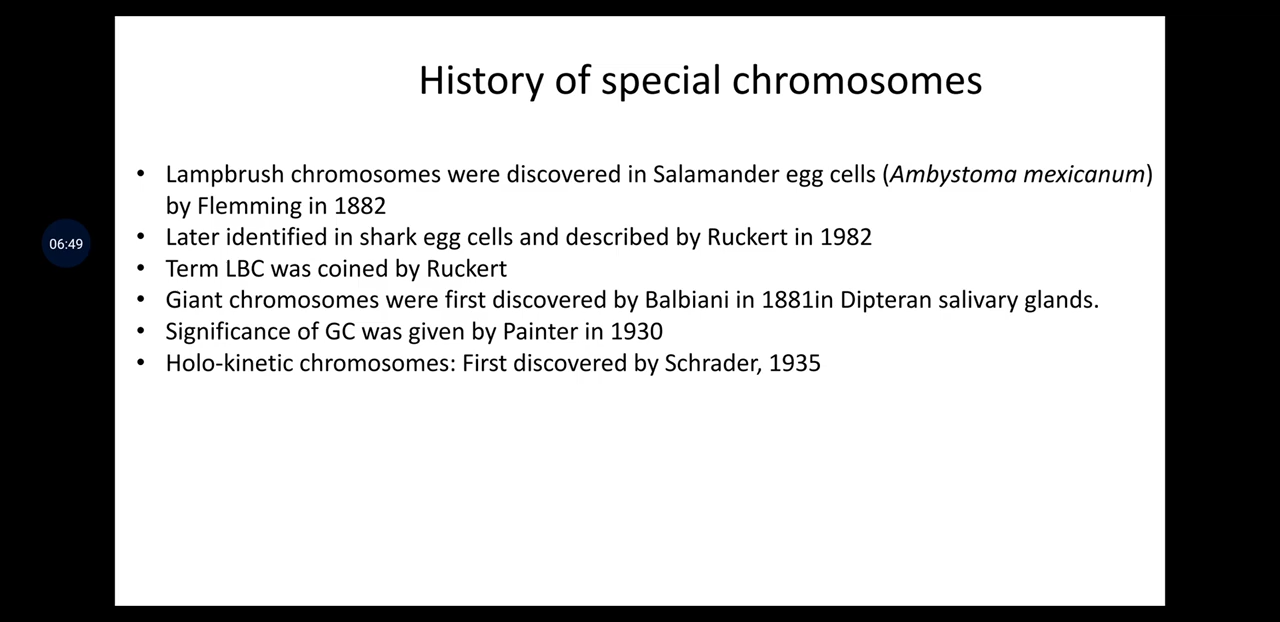 History of special chromosomes
• Lampbrush chromosomes were discovered in Salamander egg cells (Ambystoma mexicanum)
by Flemming in 1882
06:49
• Later identified in shark egg cells and described by Ruckert in 1982
• Term LBC was coined by Ruckert
• Giant chromosomes were first discovered by Balbiani in 1881in Dipteran salivary glands.
• Significance of GC was given by Painter in 1930
• Holo-kinetic chromosomes: First discovered by Schrader, 1935